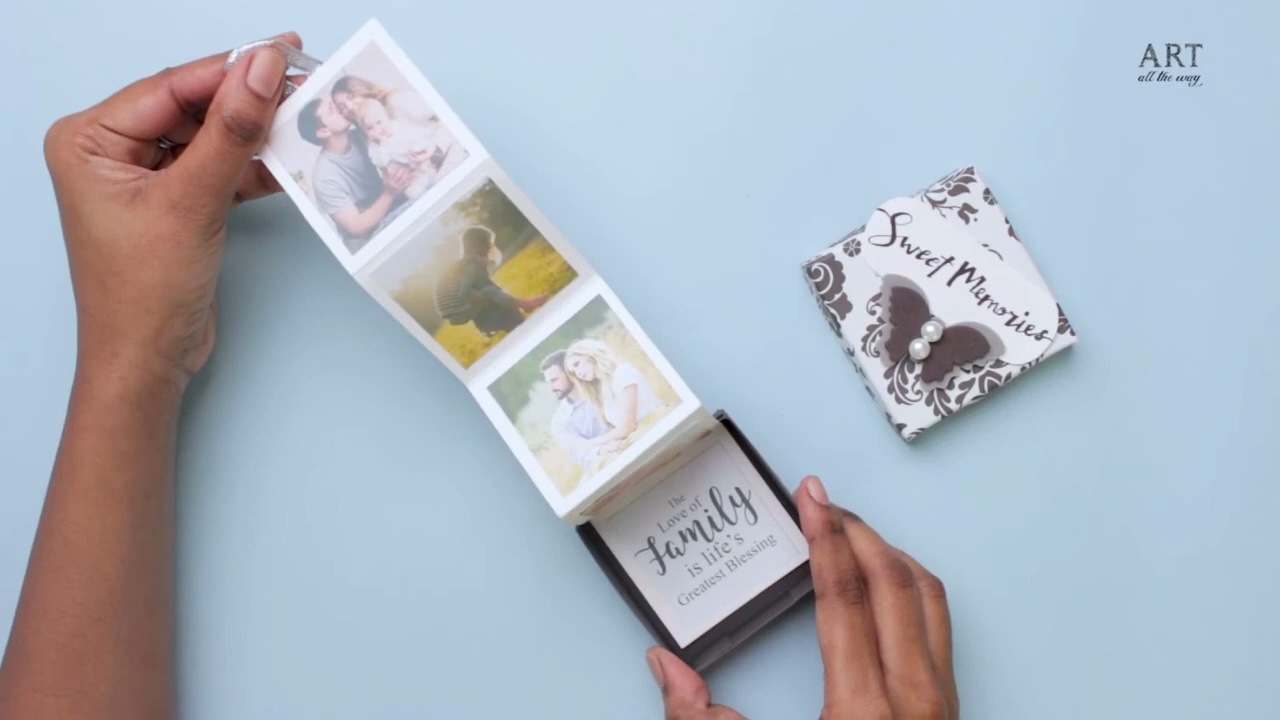 ART
all the way
Sweet Memories
The
Love of
Family
is life's
Greatest Blessing